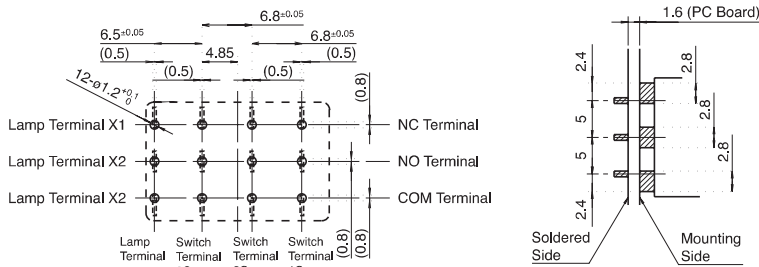 6.8±0.05
1.6 (PC Board)
6.5±0.05
6.8±0.05
(0.5)
4.85
(0.5)
(0.5)
(0.5)
12-ø1.2 +0.1 0
(0.8)
2.4
2.8
Lamp Terminal X1
NC Terminal
5
2.8
Lamp Terminal X2
NO Terminal
5
2.8
Lamp Terminal X2
COM Terminal
2.4
(0.8)
(0.8)
Lamp Terminal
Switch Terminal
Switch Terminal
Switch Terminal
Soldered Side
Mounting Side